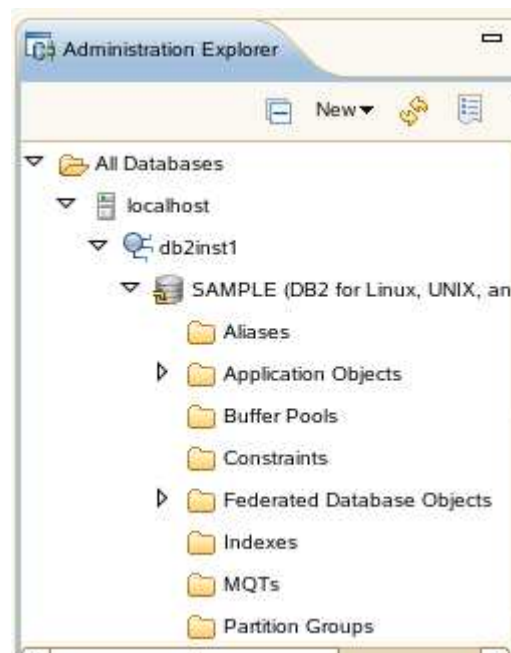 Administration Explorer
New
All Databases
localhost
db2inst1
SAMPLE (DB2 for Linux, UNIX, an
Aliases
Application Objects
Buffer Pools
Constraints
Federated Database Objects
Indexes
MQTs
Partition Groups